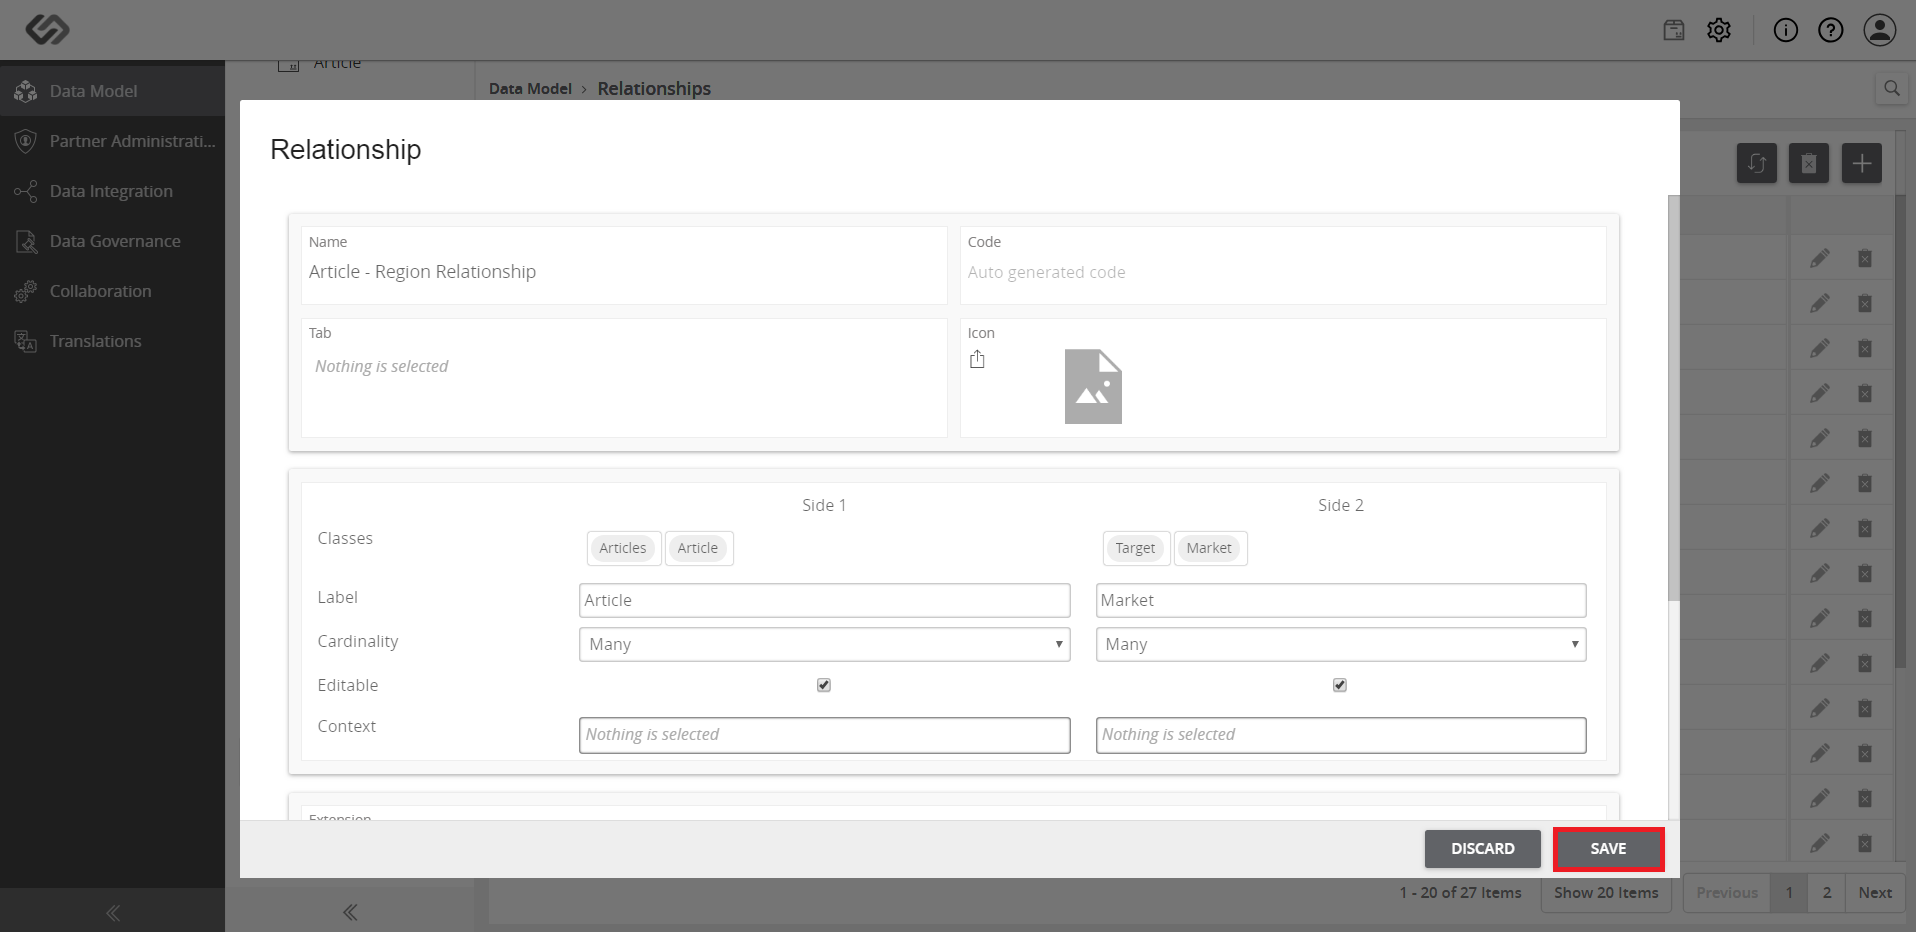 Article
Data Model › Relationships
Data Model
Partner Administrati...
Data Integration
Data Governance
Collaboration
Translations
Relationship
Name
Article - Region Relationship
Code
Auto generated code
Tab
Nothing is selected
Icon
Side 1 Side 2
Classes Articles Article Target Market
Label Article Market
Cardinality Many Many
Editable
Context Nothing is selected Nothing is selected
Extension
DISCARD SAVE
1 - 20 of 27 Items Show 20 Items Previous 1 2 Next